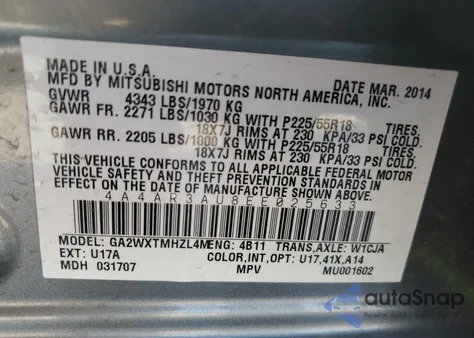 MADE IN U.S.A.
MFD BY MITSUBISHI MOTORS NORTH AMERICA, INC.
DATE MAR. 2014
GVWR 4343 LBS/1970 KG
GAWR FR. 2271 LBS/1030 KG WITH P225/55R18 TIRES,
18X7J RIMS AT 230 KPA/33 PSI COLD.
GAWR RR. 2205 LBS/1000 KG WITH P225/55R18 TIRES,
18X7J RIMS AT 230 KPA/33 PSI COLD.
THIS VEHICLE CONFORMS TO ALL APPLICABLE FEDERAL MOTOR
VEHICLE SAFETY AND THEFT PREVENTION STANDARDS IN
EFFECT ON THE DATE OF MANUFACTURE SHOWN ABOVE.
4A4AR3AU8EE025633
MODEL: GA2WXTMHZL4M ENG: 4B11 TRANS,AXLE: W1CJA
EXT: U17A COLOR,INT,OPT: U17,41X,A14
MDH 031707 MPV MU001602
autoSnap